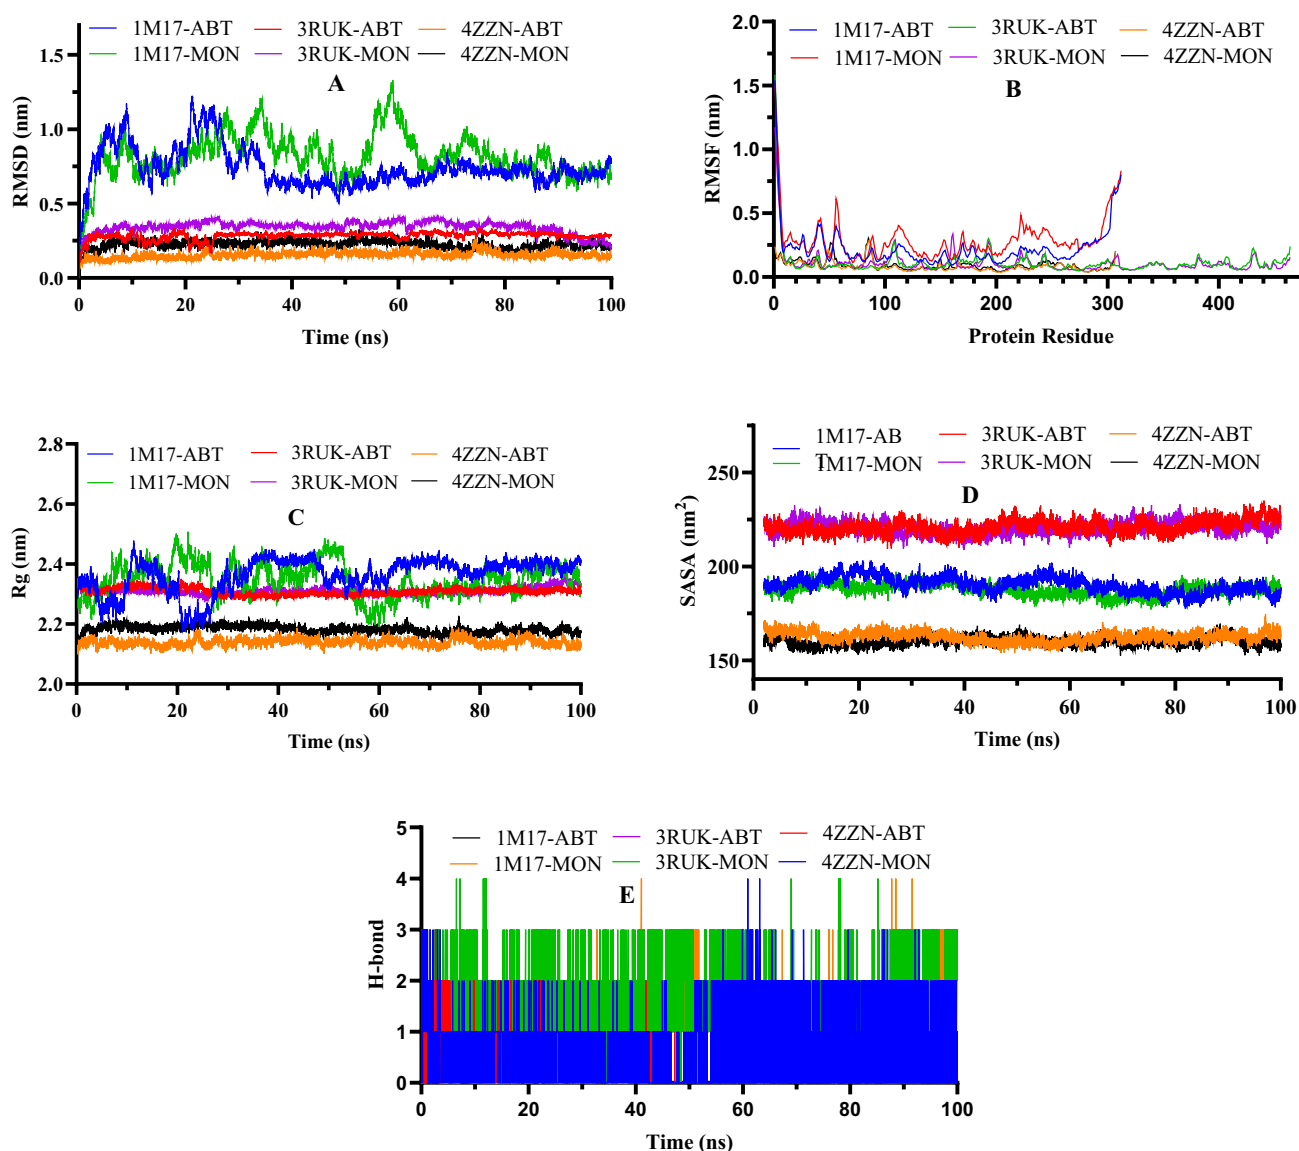 1M17-ABT 3RUK-ABT 4ZZN-ABT
1M17-MON 3RUK-MON 4ZZN-MON
A
1.5
1.0
0.5
0.0
RMSD (nm)
0 20 40 60 80 100
Time (ns)
1M17-ABT 3RUK-ABT 4ZZN-ABT
1M17-MON 3RUK-MON 4ZZN-MON
B
2.0
1.5
1.0
0.5
0.0
RMSF (nm)
0 100 200 300 400
Protein Residue
1M17-ABT 3RUK-ABT 4ZZN-ABT
1M17-MON 3RUK-MON 4ZZN-MON
C
2.8
2.6
2.4
2.2
2.0
Rg (nm)
0 20 40 60 80 100
Time (ns)
1M17-AB 3RUK-ABT 4ZZN-ABT
T
1M17-MON 3RUK-MON 4ZZN-MON
D
250
200
150
SASA (nm²)
0 20 40 60 80 100
Time (ns)
1M17-ABT 3RUK-ABT 4ZZN-ABT
1M17-MON 3RUK-MON 4ZZN-MON
E
5
4
3
2
1
0
H-bond
0 20 40 60 80 100
Time (ns)